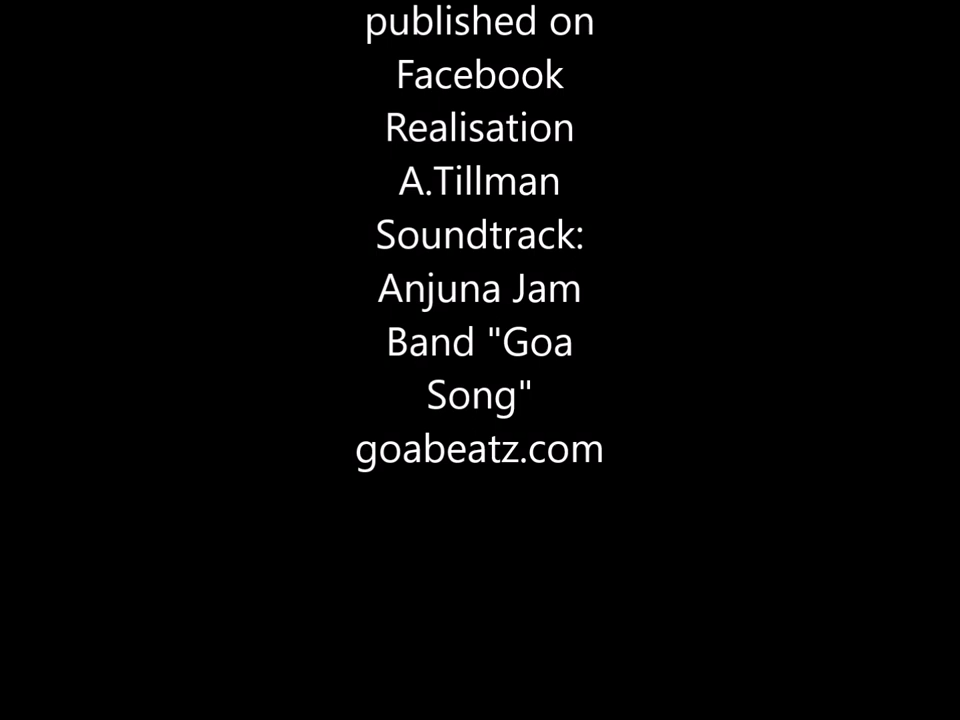 published on
Facebook
Realisation
A.Tillman
Soundtrack:
Anjuna Jam
Band "Goa
Song"
goabeatz.com